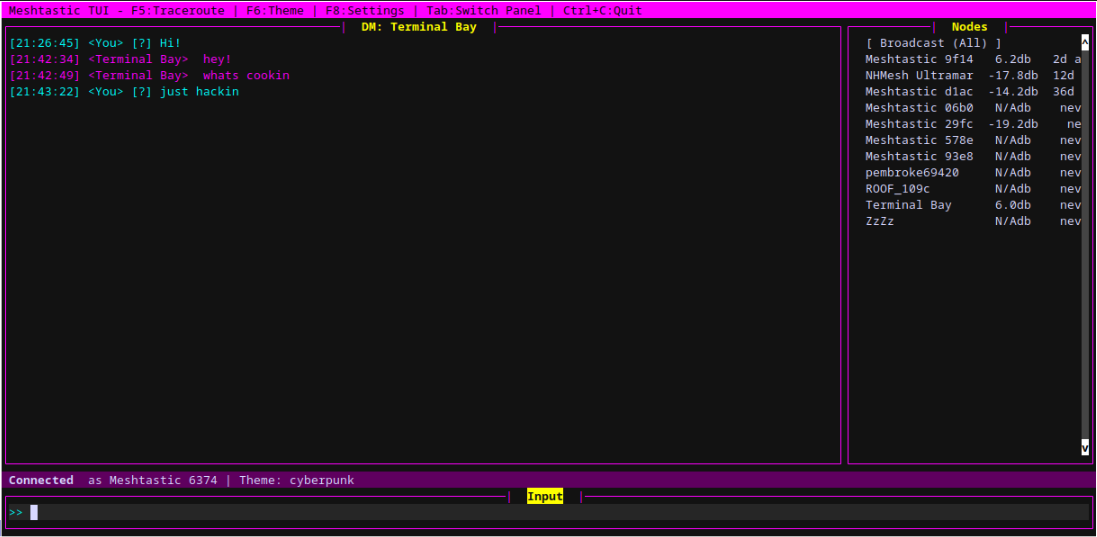 Meshtastic TUI - F5:Traceroute | F6:Theme | F8:Settings | Tab:Switch Panel | Ctrl+C:Quit
DM: Terminal Bay
[21:26:45] <You> [?] Hi!
[21:42:34] <Terminal Bay>  hey!
[21:42:49] <Terminal Bay>  whats cookin
[21:43:22] <You> [?] just hackin
Nodes
[ Broadcast (All) ]
Meshtastic 9f14   6.2db   2d a
NHMesh Ultramar  -17.8db  12d
Meshtastic d1ac  -14.2db  36d
Meshtastic 06b0   N/Adb    nev
Meshtastic 29fc  -19.2db    ne
Meshtastic 578e   N/Adb    nev
Meshtastic 93e8   N/Adb    nev
pembroke69420     N/Adb    nev
ROOF_109c         N/Adb    nev
Terminal Bay      6.0db    nev
ZzZz              N/Adb    nev
Connected  as Meshtastic 6374 | Theme: cyberpunk
Input
>>